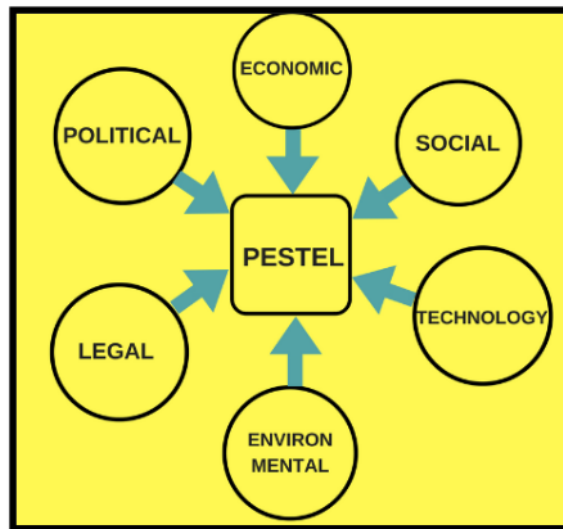 ECONOMIC
POLITICAL
SOCIAL
PESTEL
TECHNOLOGY
LEGAL
ENVIRON
MENTAL